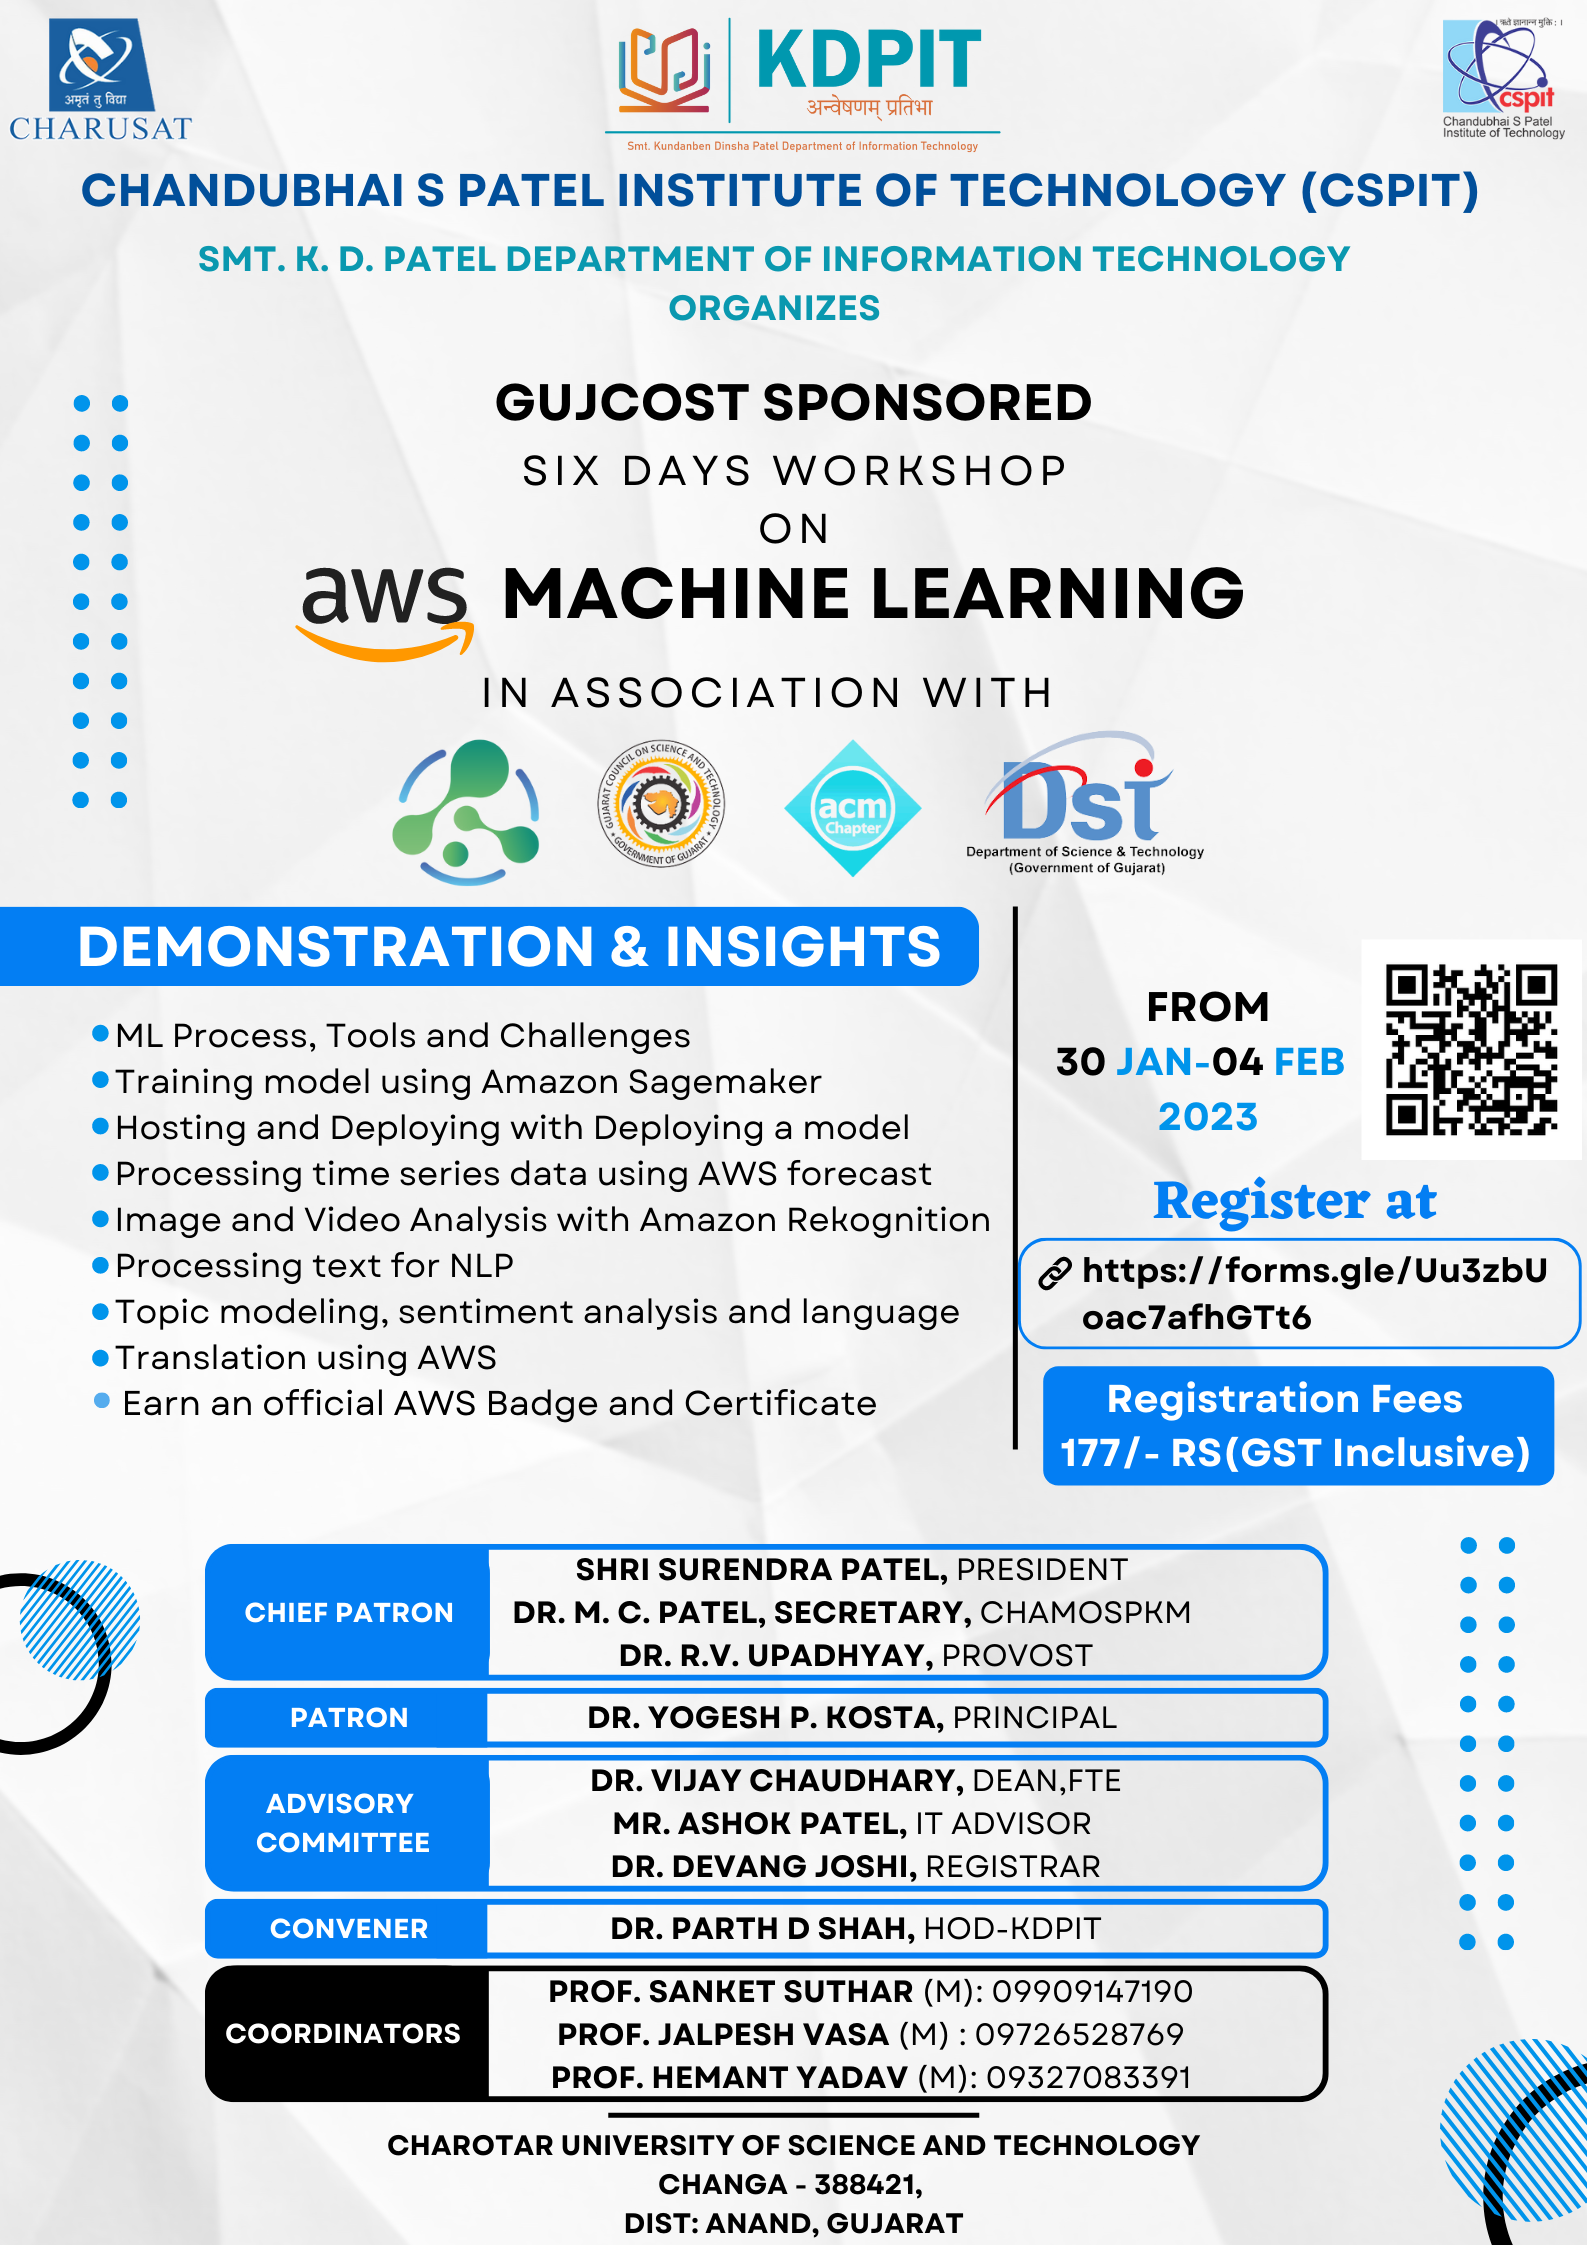 अमृतं तु विद्या
CHARUSAT
KDPIT
अन्वेषणम् प्रतिभा
Smt. Kundanben Dinsha Patel Department of Information Technology
। ऋते ज्ञानान्न मुक्तिः ।
cspit
Chandubhai S Patel
Institute of Technology
CHANDUBHAI S PATEL INSTITUTE OF TECHNOLOGY (CSPIT)
SMT. K. D. PATEL DEPARTMENT OF INFORMATION TECHNOLOGY
ORGANIZES
GUJCOST SPONSORED
SIX DAYS WORKSHOP
ON
aws MACHINE LEARNING
IN ASSOCIATION WITH
GUJARAT COUNCIL ON SCIENCE AND TECHNOLOGY
GOVERNMENT OF GUJARAT
acm
Chapter
Dst
Department of Science & Technology
(Government of Gujarat)
DEMONSTRATION & INSIGHTS
ML Process, Tools and Challenges
Training model using Amazon Sagemaker
Hosting and Deploying with Deploying a model
Processing time series data using AWS forecast
Image and Video Analysis with Amazon Rekognition
Processing text for NLP
Topic modeling, sentiment analysis and language
Translation using AWS
Earn an official AWS Badge and Certificate
FROM
30 JAN-04 FEB
2023
Register at
https://forms.gle/Uu3zbU
oac7afhGTt6
Registration Fees
177/- RS(GST Inclusive)
CHIEF PATRON
SHRI SURENDRA PATEL, PRESIDENT
DR. M. C. PATEL, SECRETARY, CHAMOSPKM
DR. R.V. UPADHYAY, PROVOST
PATRON
DR. YOGESH P. KOSTA, PRINCIPAL
ADVISORY
COMMITTEE
DR. VIJAY CHAUDHARY, DEAN,FTE
MR. ASHOK PATEL, IT ADVISOR
DR. DEVANG JOSHI, REGISTRAR
CONVENER
DR. PARTH D SHAH, HOD-KDPIT
COORDINATORS
PROF. SANKET SUTHAR (M): 09909147190
PROF. JALPESH VASA (M) : 09726528769
PROF. HEMANT YADAV (M): 09327083391
CHAROTAR UNIVERSITY OF SCIENCE AND TECHNOLOGY
CHANGA - 388421,
DIST: ANAND, GUJARAT